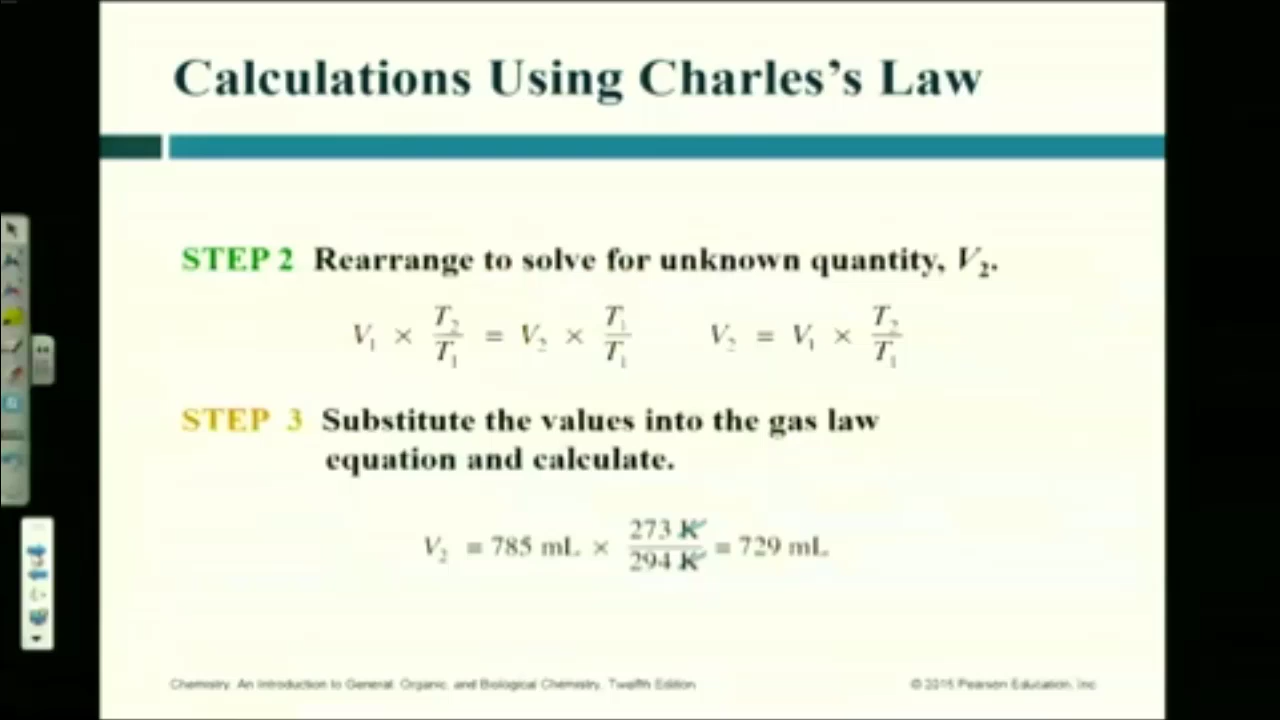 Calculations Using Charles's Law
STEP 2 Rearrange to solve for unknown quantity, V₂.
V₁ × T₂/T₁ = V₂ × T₁/T₁ V₂ = V₁ × T₂/T₁
STEP 3 Substitute the values into the gas law
equation and calculate.
V₂ = 785 mL × 273 K/294 K = 729 mL
Chemistry: An Introduction to General, Organic, and Biological Chemistry, Twelfth Edition © 2015 Pearson Education, Inc